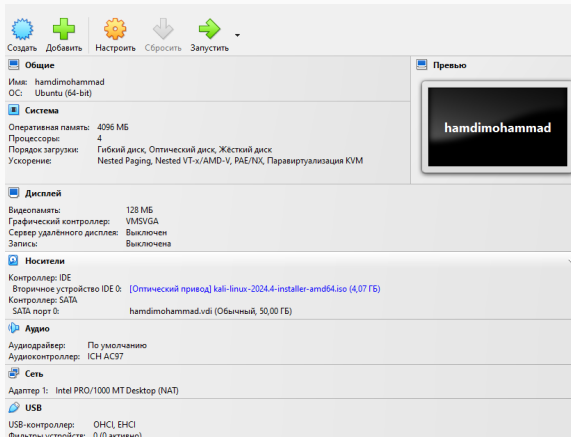 Создать Добавить Настроить Сбросить Запустить
Общие
Имя: hamdimohammad
ОС: Ubuntu (64-bit)
Превью
hamdimohammad
Система
Оперативная память: 4096 МБ
Процессоры: 4
Порядок загрузки: Гибкий диск, Оптический диск, Жёсткий диск
Ускорение: Nested Paging, Nested VT-x/AMD-V, PAE/NX, Паравиртуализация KVM
Дисплей
Видеопамять: 128 МБ
Графический контроллер: VMSVGA
Сервер удалённого дисплея: Выключен
Запись: Выключена
Носители
Контроллер: IDE
Вторичное устройство IDE 0: [Оптический привод] kali-linux-2024.4-installer-amd64.iso (4,07 ГБ)
Контроллер: SATA
SATA порт 0: hamdimohammad.vdi (Обычный, 50,00 ГБ)
Аудио
Аудиодрайвер: По умолчанию
Аудиоконтроллер: ICH AC97
Сеть
Адаптер 1: Intel PRO/1000 MT Desktop (NAT)
USB
USB-контроллер: OHCI, EHCI
Фильтры устройств: 0 (0 активно)